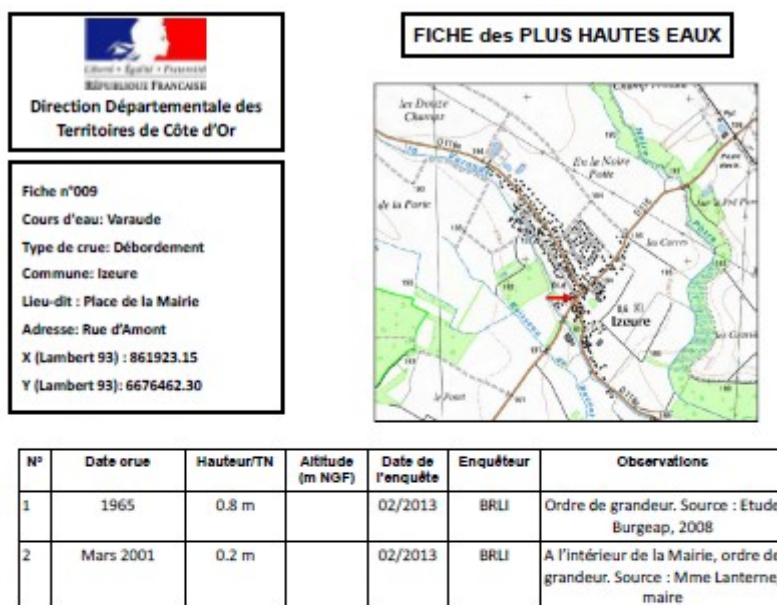 Liberté • Égalité • Fraternité
RÉPUBLIQUE FRANÇAISE
Direction Départementale des
Territoires de Côte d'Or
FICHE des PLUS HAUTES EAUX
Fiche n°009
Cours d'eau: Varaude
Type de crue: Débordement
Commune: Izeure
Lieu-dit : Place de la Mairie
Adresse: Rue d'Amont
X (Lambert 93) : 861923.15
Y (Lambert 93): 6676462.30
les Douze
Champs
En la Noire
Potte
de la Porte
les Corres
Izeure
le Pont
N° Date crue Hauteur/TN Altitude (m NGF) Date de l'enquête Enquêteur Observations
1 1965 0.8 m 02/2013 BRLI Ordre de grandeur. Source : Etude
Burgeap, 2008
2 Mars 2001 0.2 m 02/2013 BRLI A l'intérieur de la Mairie, ordre de
grandeur. Source : Mme Lanterne,
maire